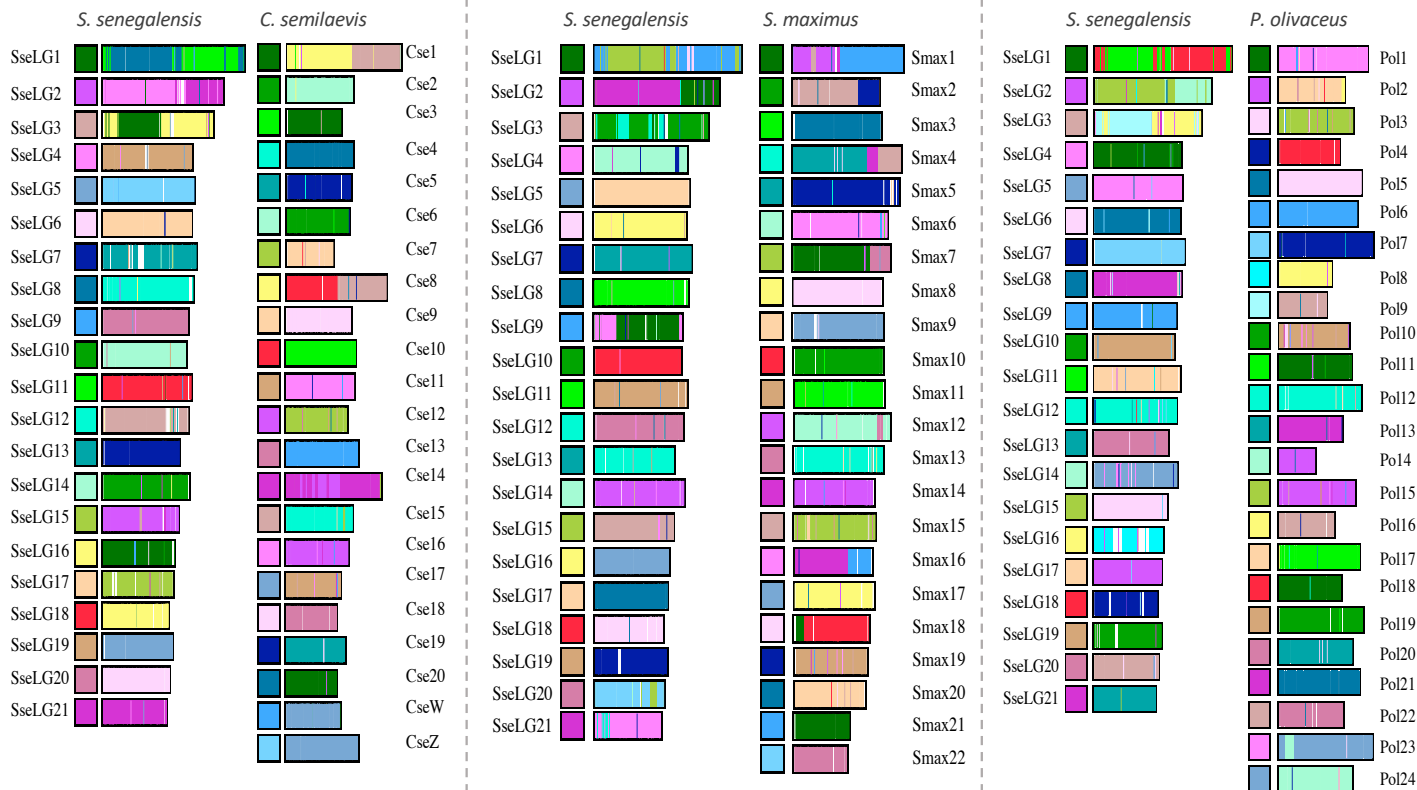 S. senegalensis
C. semilaevis
SseLG1
SseLG2
SseLG3
SseLG4
SseLG5
SseLG6
SseLG7
SseLG8
SseLG9
SseLG10
SseLG11
SseLG12
SseLG13
SseLG14
SseLG15
SseLG16
SseLG17
SseLG18
SseLG19
SseLG20
SseLG21
Cse1
Cse2
Cse3
Cse4
Cse5
Cse6
Cse7
Cse8
Cse9
Cse10
Cse11
Cse12
Cse13
Cse14
Cse15
Cse16
Cse17
Cse18
Cse19
Cse20
CseW
CseZ
S. senegalensis
S. maximus
SseLG1
SseLG2
SseLG3
SseLG4
SseLG5
SseLG6
SseLG7
SseLG8
SseLG9
SseLG10
SseLG11
SseLG12
SseLG13
SseLG14
SseLG15
SseLG16
SseLG17
SseLG18
SseLG19
SseLG20
SseLG21
Smax1
Smax2
Smax3
Smax4
Smax5
Smax6
Smax7
Smax8
Smax9
Smax10
Smax11
Smax12
Smax13
Smax14
Smax15
Smax16
Smax17
Smax18
Smax19
Smax20
Smax21
Smax22
S. senegalensis
P. olivaceus
SseLG1
SseLG2
SseLG3
SseLG4
SseLG5
SseLG6
SseLG7
SseLG8
SseLG9
SseLG10
SseLG11
SseLG12
SseLG13
SseLG14
SseLG15
SseLG16
SseLG17
SseLG18
SseLG19
SseLG20
SseLG21
Pol1
Pol2
Pol3
Pol4
Pol5
Pol6
Pol7
Pol8
Pol9
Pol10
Pol11
Pol12
Pol13
Po14
Pol15
Pol16
Pol17
Pol18
Pol19
Pol20
Pol21
Pol22
Pol23
Pol24